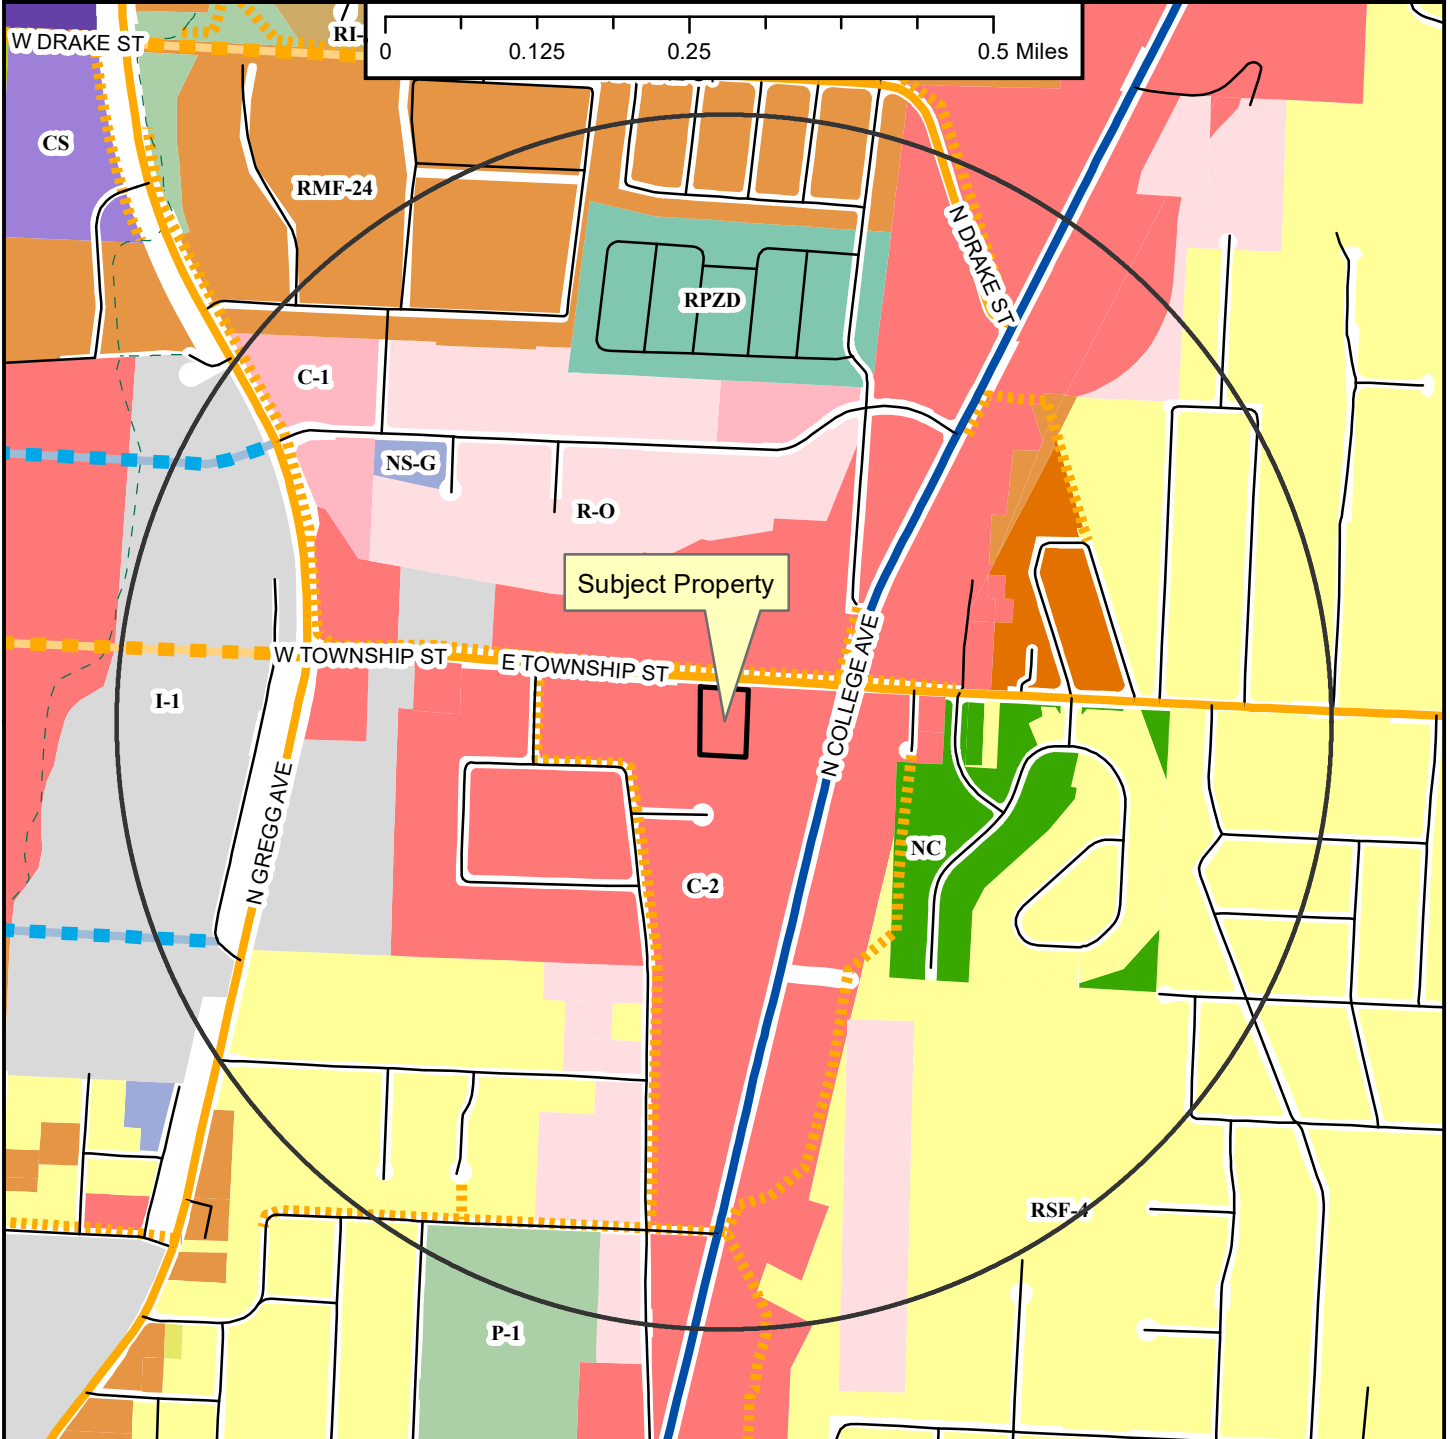 0 0.125 0.25 0.5 Miles
W DRAKE ST
RI-
CS
RMF-24
N DRAKE ST
RPZD
C-1
NS-G
R-O
Subject Property
W TOWNSHIP ST
E TOWNSHIP ST
N COLLEGE AVE
I-1
N GREGG AVE
NC
C-2
RSF-4
P-1